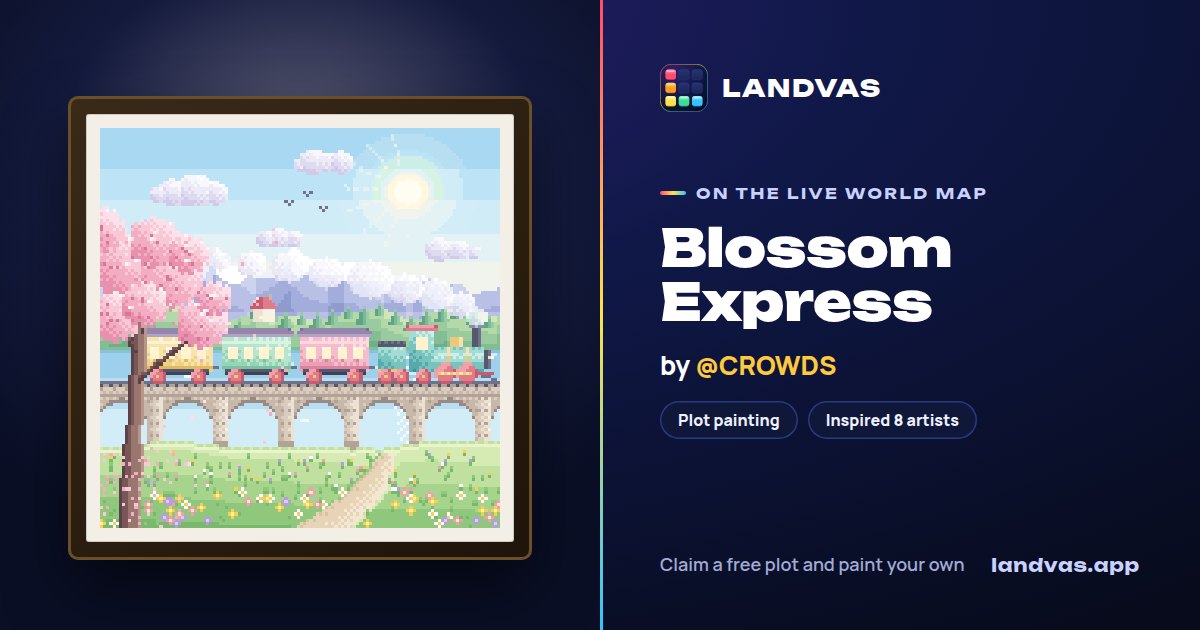 LANDVAS
ON THE LIVE WORLD MAP
Blossom
Express
by @CROWDS
Plot painting
Inspired 8 artists
Claim a free plot and paint your own
landvas.app